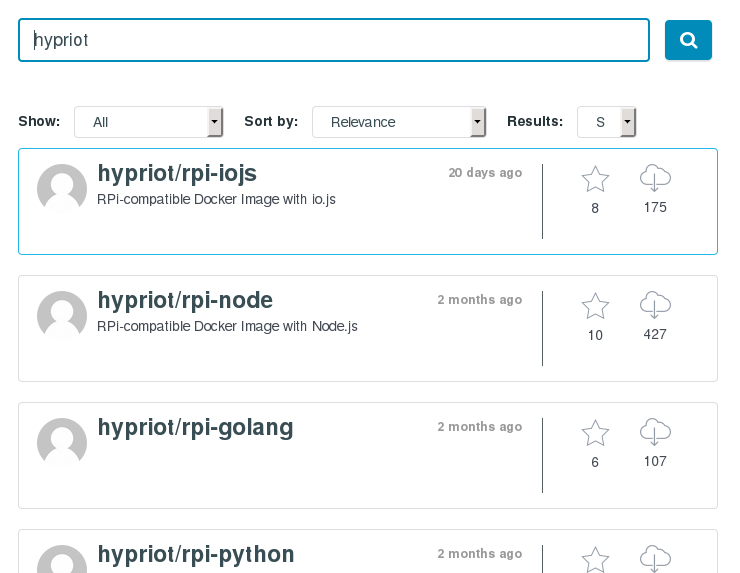 hypriot
Show: All Sort by: Relevance Results: S
hypriot/rpi-iojs 20 days ago
RPi-compatible Docker Image with io.js
8 175
hypriot/rpi-node 2 months ago
RPi-compatible Docker Image with Node.js
10 427
hypriot/rpi-golang 2 months ago
6 107
hypriot/rpi-python 2 months ago